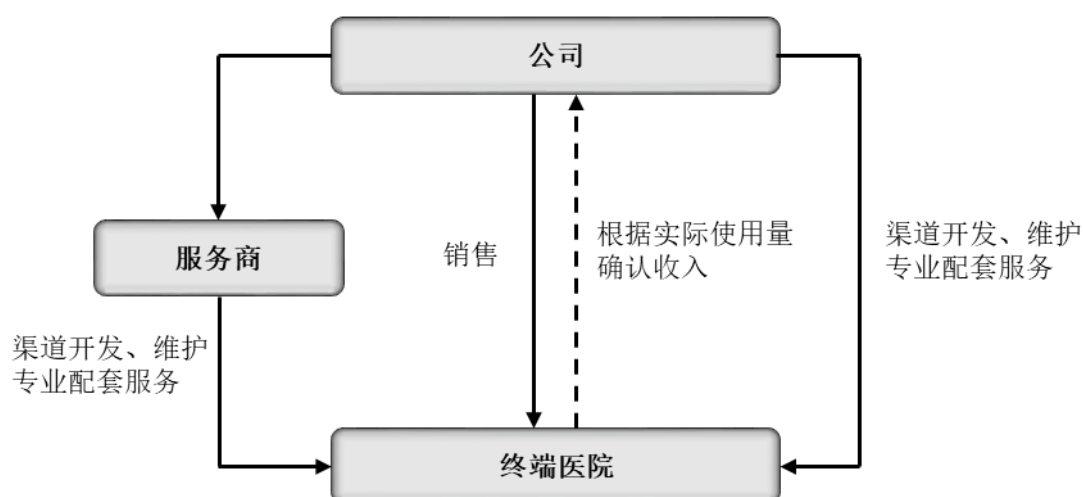 公司
服务商
销售
根据实际使用量
确认收入
渠道开发、维护
专业配套服务
渠道开发、维护
专业配套服务
终端医院